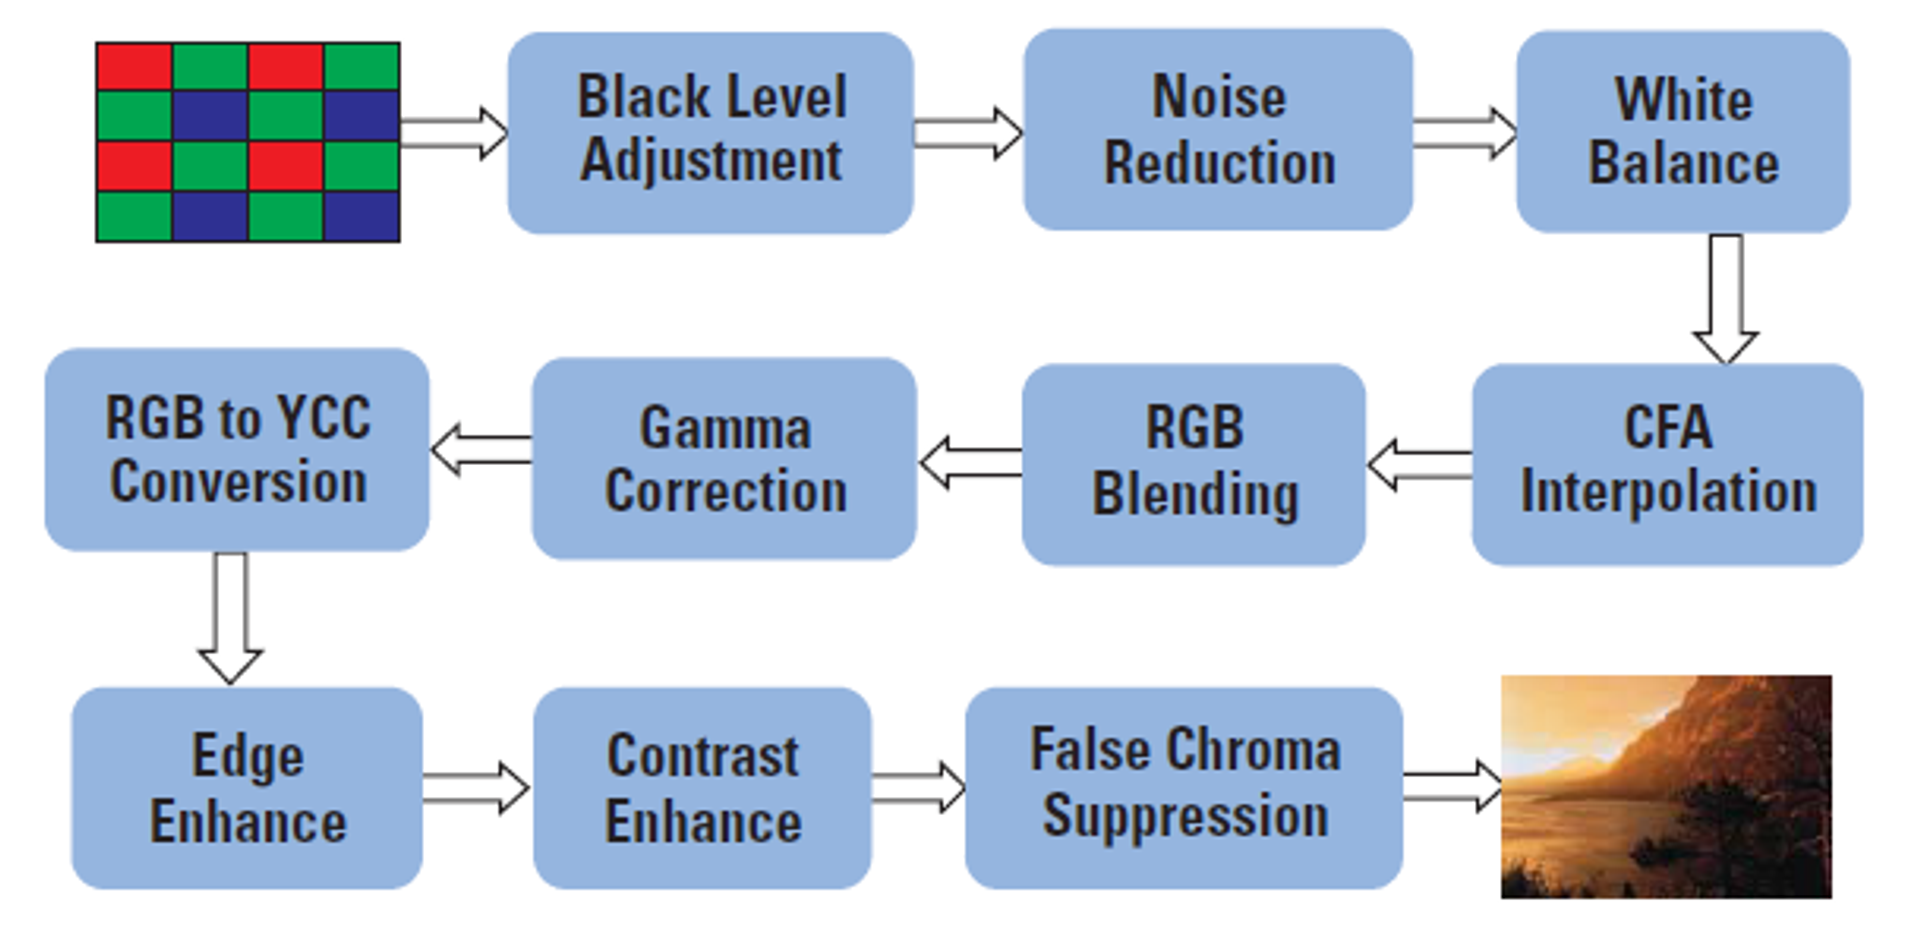 Black Level
Adjustment
Noise
Reduction
White
Balance
CFA
Interpolation
RGB
Blending
Gamma
Correction
RGB to YCC
Conversion
Edge
Enhance
Contrast
Enhance
False Chroma
Suppression